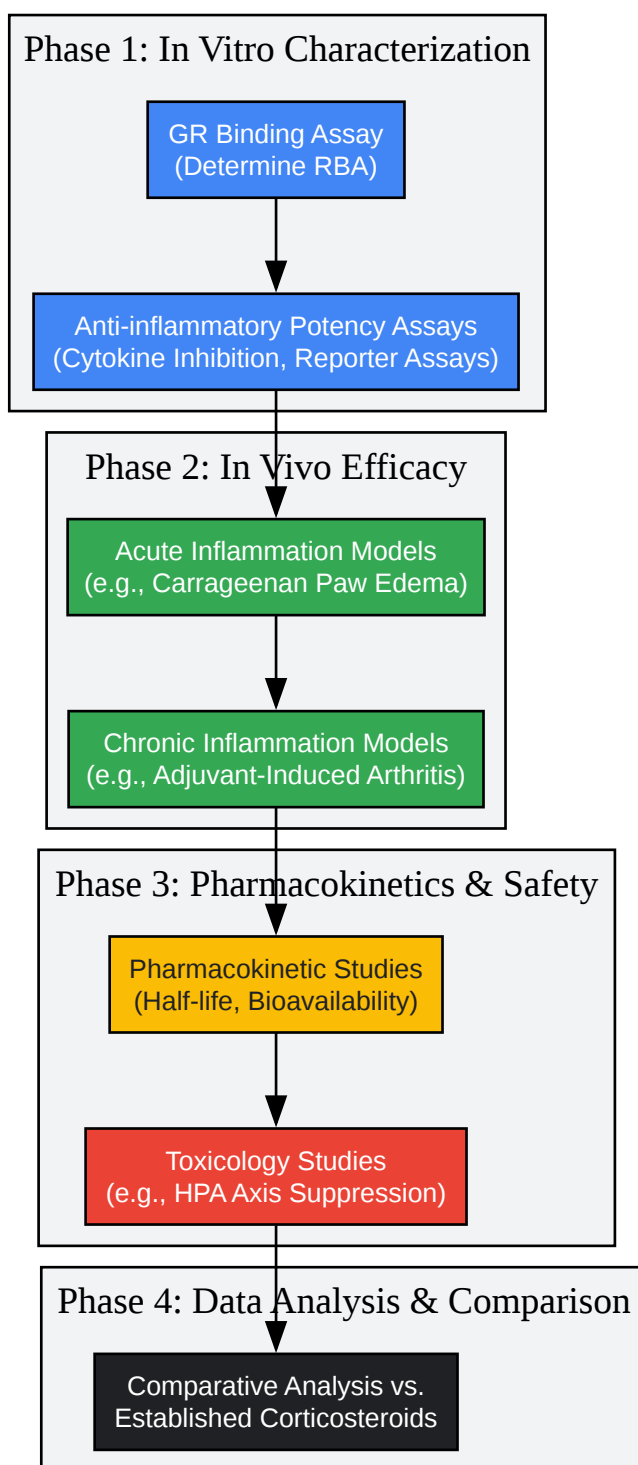 Phase 1: In Vitro Characterization
GR Binding Assay
(Determine RBA)
Anti-inflammatory Potency Assays
(Cytokine Inhibition, Reporter Assays)
Phase 2: In Vivo Efficacy
Acute Inflammation Models
(e.g., Carrageenan Paw Edema)
Chronic Inflammation Models
(e.g., Adjuvant-Induced Arthritis)
Phase 3: Pharmacokinetics & Safety
Pharmacokinetic Studies
(Half-life, Bioavailability)
Toxicology Studies
(e.g., HPA Axis Suppression)
Phase 4: Data Analysis & Comparison
Comparative Analysis vs.
Established Corticosteroids